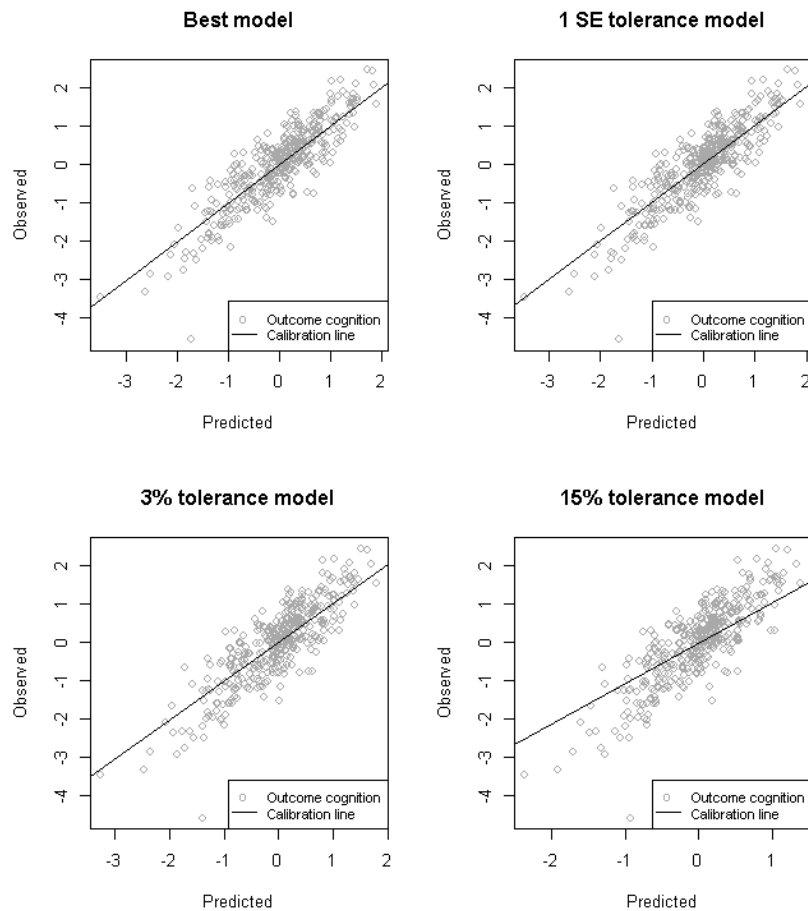 Best model
2
1
0
-1
-2
-3
-4
Observed
Outcome cognition
Calibration line
-3 -2 -1 0 1 2
Predicted
1 SE tolerance model
2
1
0
-1
-2
-3
-4
Observed
Outcome cognition
Calibration line
-3 -2 -1 0 1 2
Predicted
3% tolerance model
2
1
0
-1
-2
-3
-4
Observed
Outcome cognition
Calibration line
-3 -2 -1 0 1 2
Predicted
15% tolerance model
2
1
0
-1
-2
-3
-4
Observed
Outcome cognition
Calibration line
-2 -1 0 1
Predicted